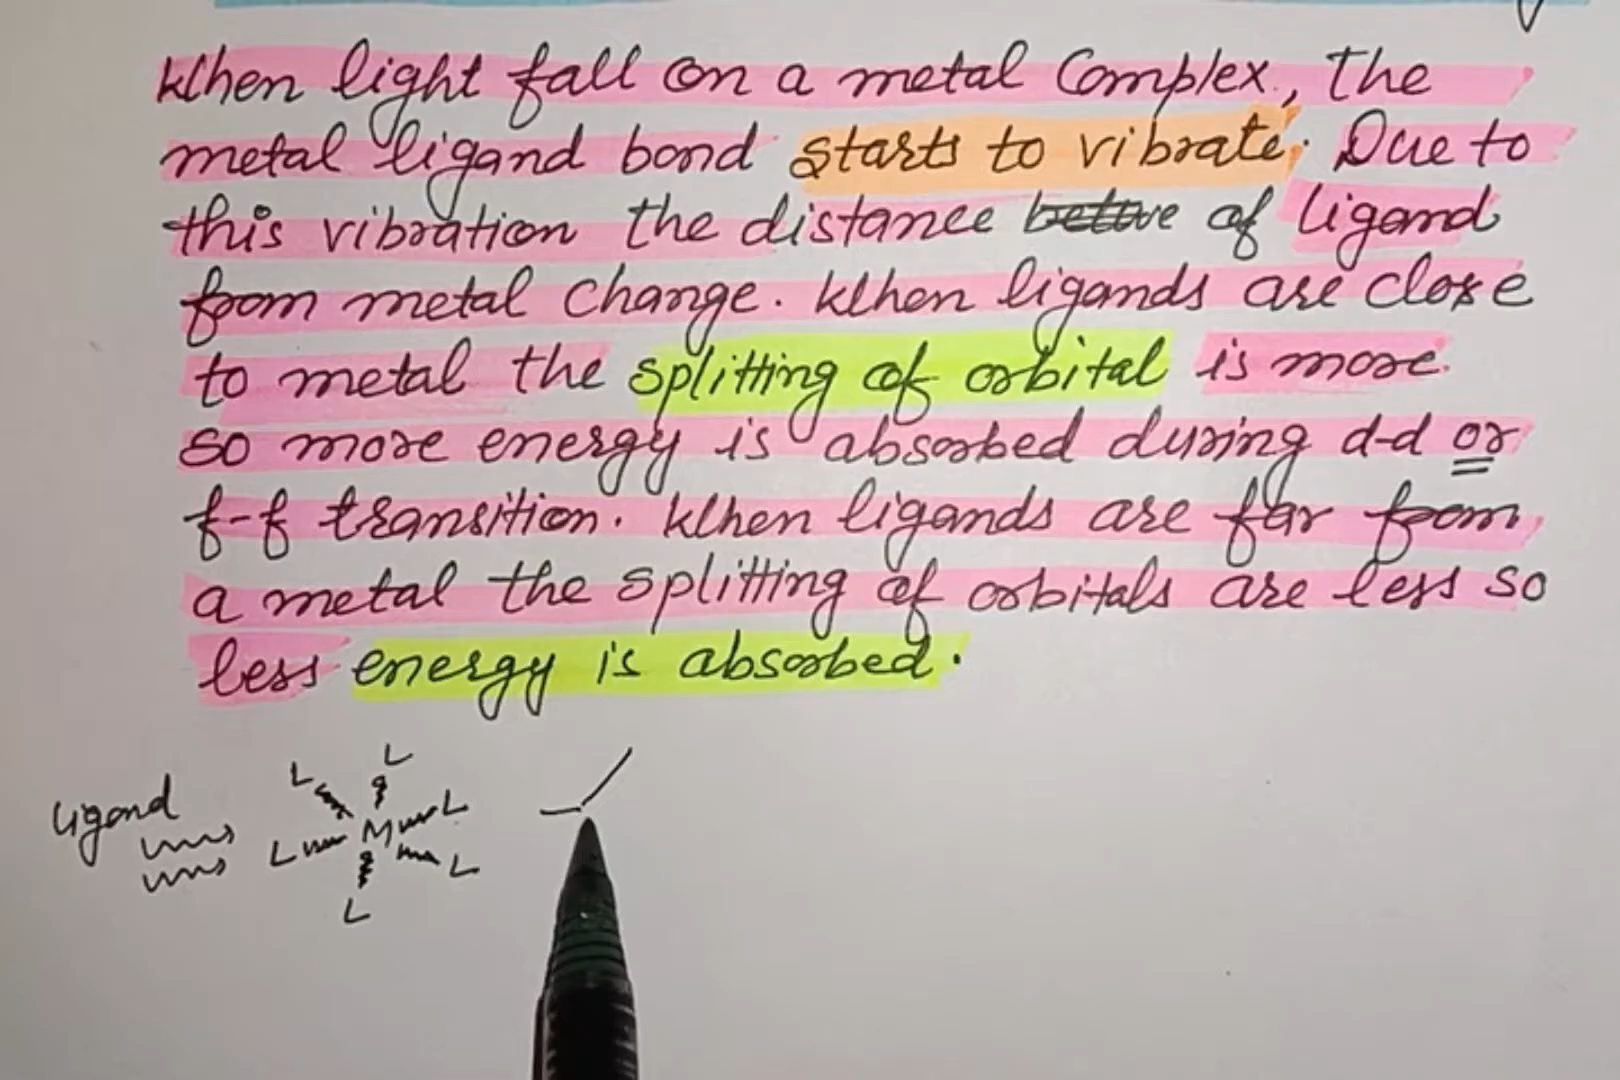 When light fall on a metal Complex, the
metal ligand bond starts to vibrate. Due to
this vibration the distance of ligand
from metal change. When ligands are close
to metal the splitting of orbital is more.
so more energy is absorbed during d-d or
f-f transition. When ligands are far from
a metal the splitting of orbitals are less so
less energy is absorbed.
L
L
ligand
L
M
L
L
L